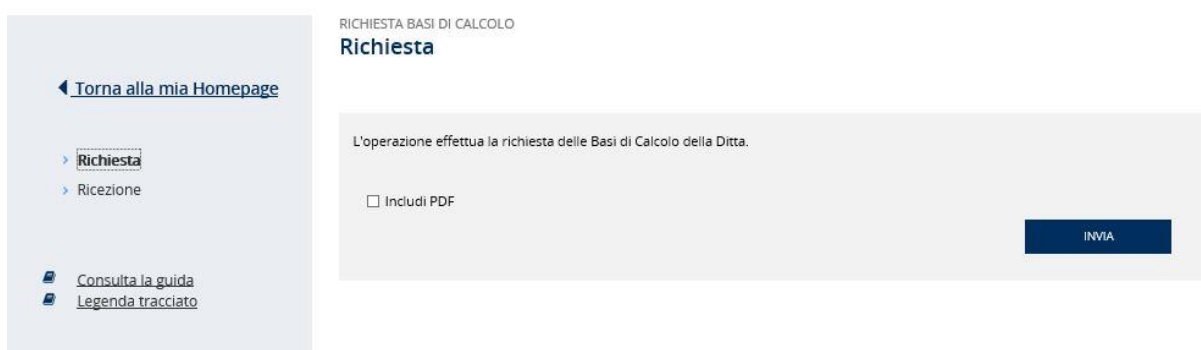 RICHIESTA BASI DI CALCOLO
Richiesta
Torna alla mia Homepage
L'operazione effettua la richiesta delle Basi di Calcolo della Ditta.
Richiesta
Ricezione
Includi PDF
INVIA
Consulta la guida
Legenda tracciato